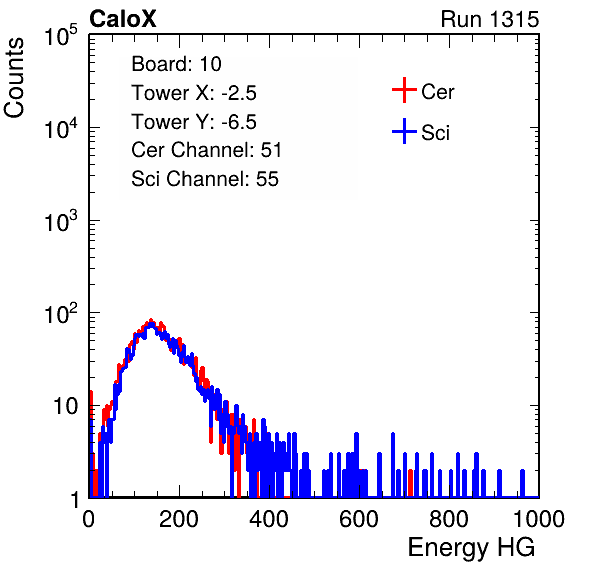 CaloX Run 1315
Counts
10^5
10^4
10^3
10^2
10
1
Board: 10
Tower X: -2.5
Tower Y: -6.5
Cer Channel: 51
Sci Channel: 55
Cer
Sci
0 200 400 600 800 1000
Energy HG